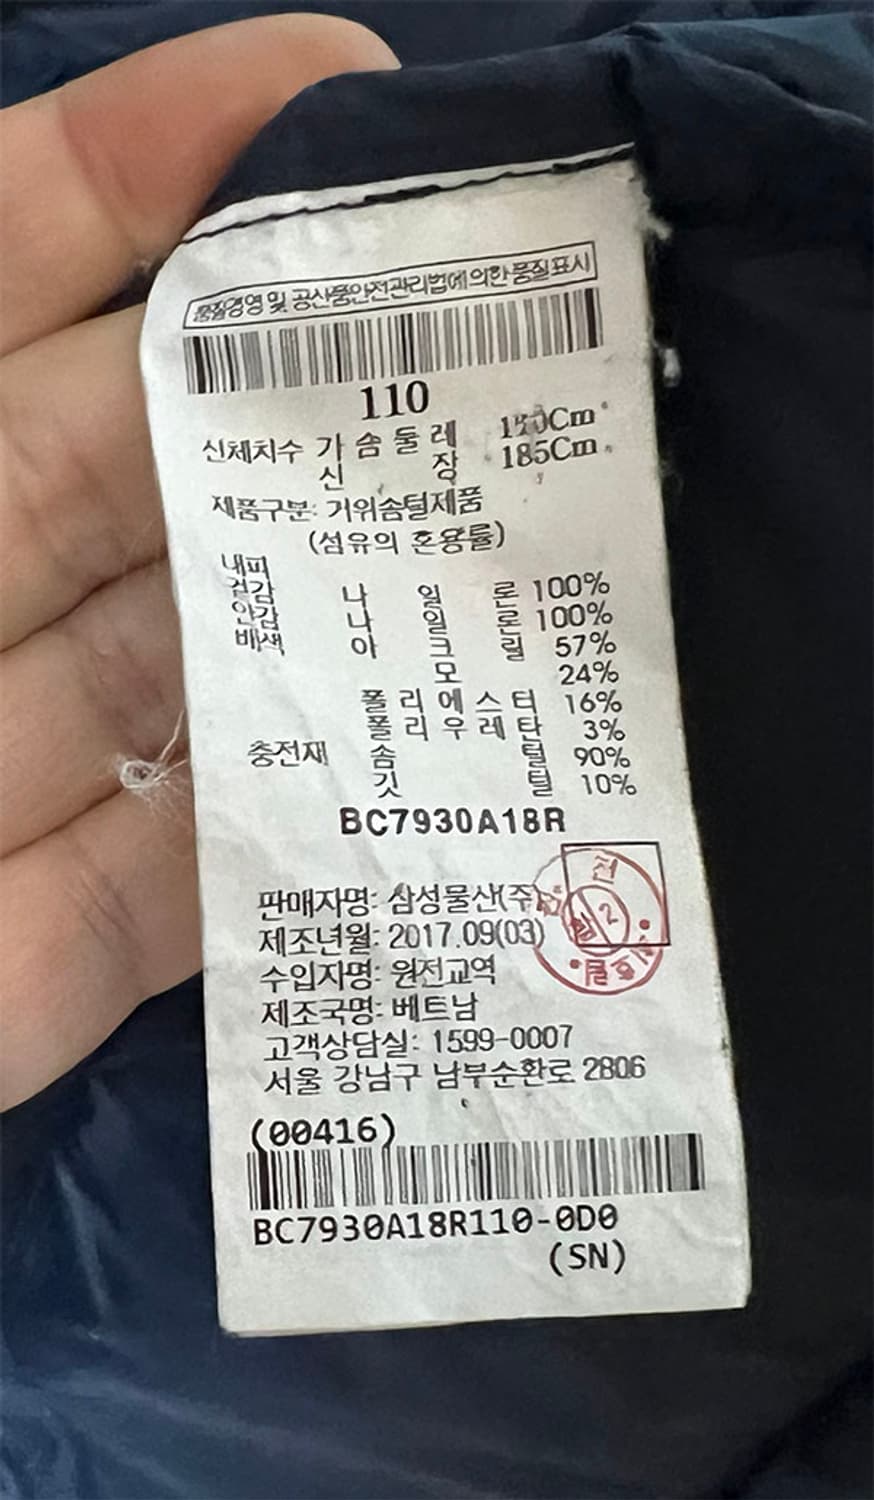 품질경영 및 공산품안전관리법에 의한 품질표시
110
신체치수 가 슴 둘 레
신 장 185Cm
제품구분: 거위솜털제품
(섬유의 혼용률)
내피
겉감 나 일 론 100%
안감 나 일 론 100%
배색 아 크 릴 57%
모 24%
폴 리 에 스 터 16%
폴 리 우 레 탄 3%
충전재 솜 털 90%
깃 털 10%
BC7930A18R
판매자명: 삼성물산(주)
제조년월: 2017.09(03)
수입자명: 원전교역
제조국명: 베트남
고객상담실: 1599-0007
서울 강남구 남부순환로 2806
(00416)
BC7930A18R110-0D0
(SN)